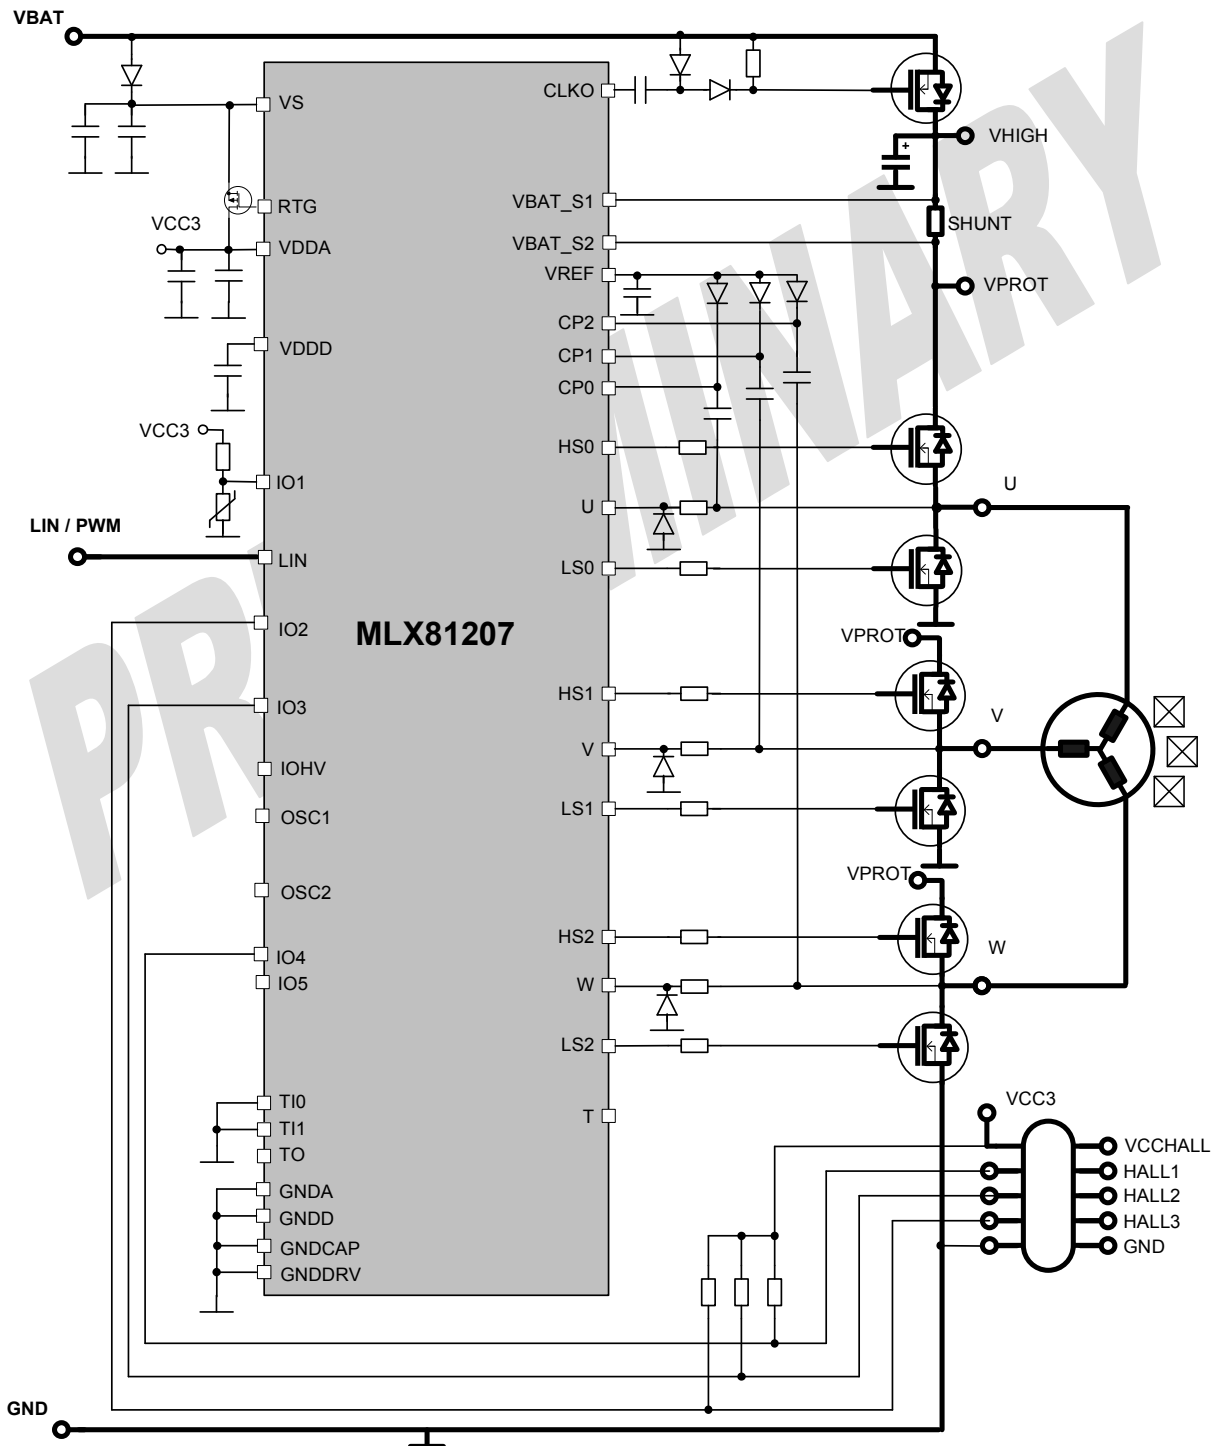 VBAT
VS
CLKO
+
VHIGH
RTG
VBAT_S1
SHUNT
VCC3
VDDA
VBAT_S2
VREF
VPROT
CP2
VDDD
CP1
CP0
VCC3
HS0
IO1
U
U
LIN / PWM
LIN
LS0
IO2
MLX81207
VPROT
HS1
IO3
V
V
IOHV
OSC1
LS1
VPROT
OSC2
HS2
W
IO4
IO5
W
LS2
TI0
VCC3
T
TI1
VCCHALL
TO
HALL1
GNDA
HALL2
GNDD
HALL3
GNDCAP
GND
GNDDRV
GND
PRELIMINARY